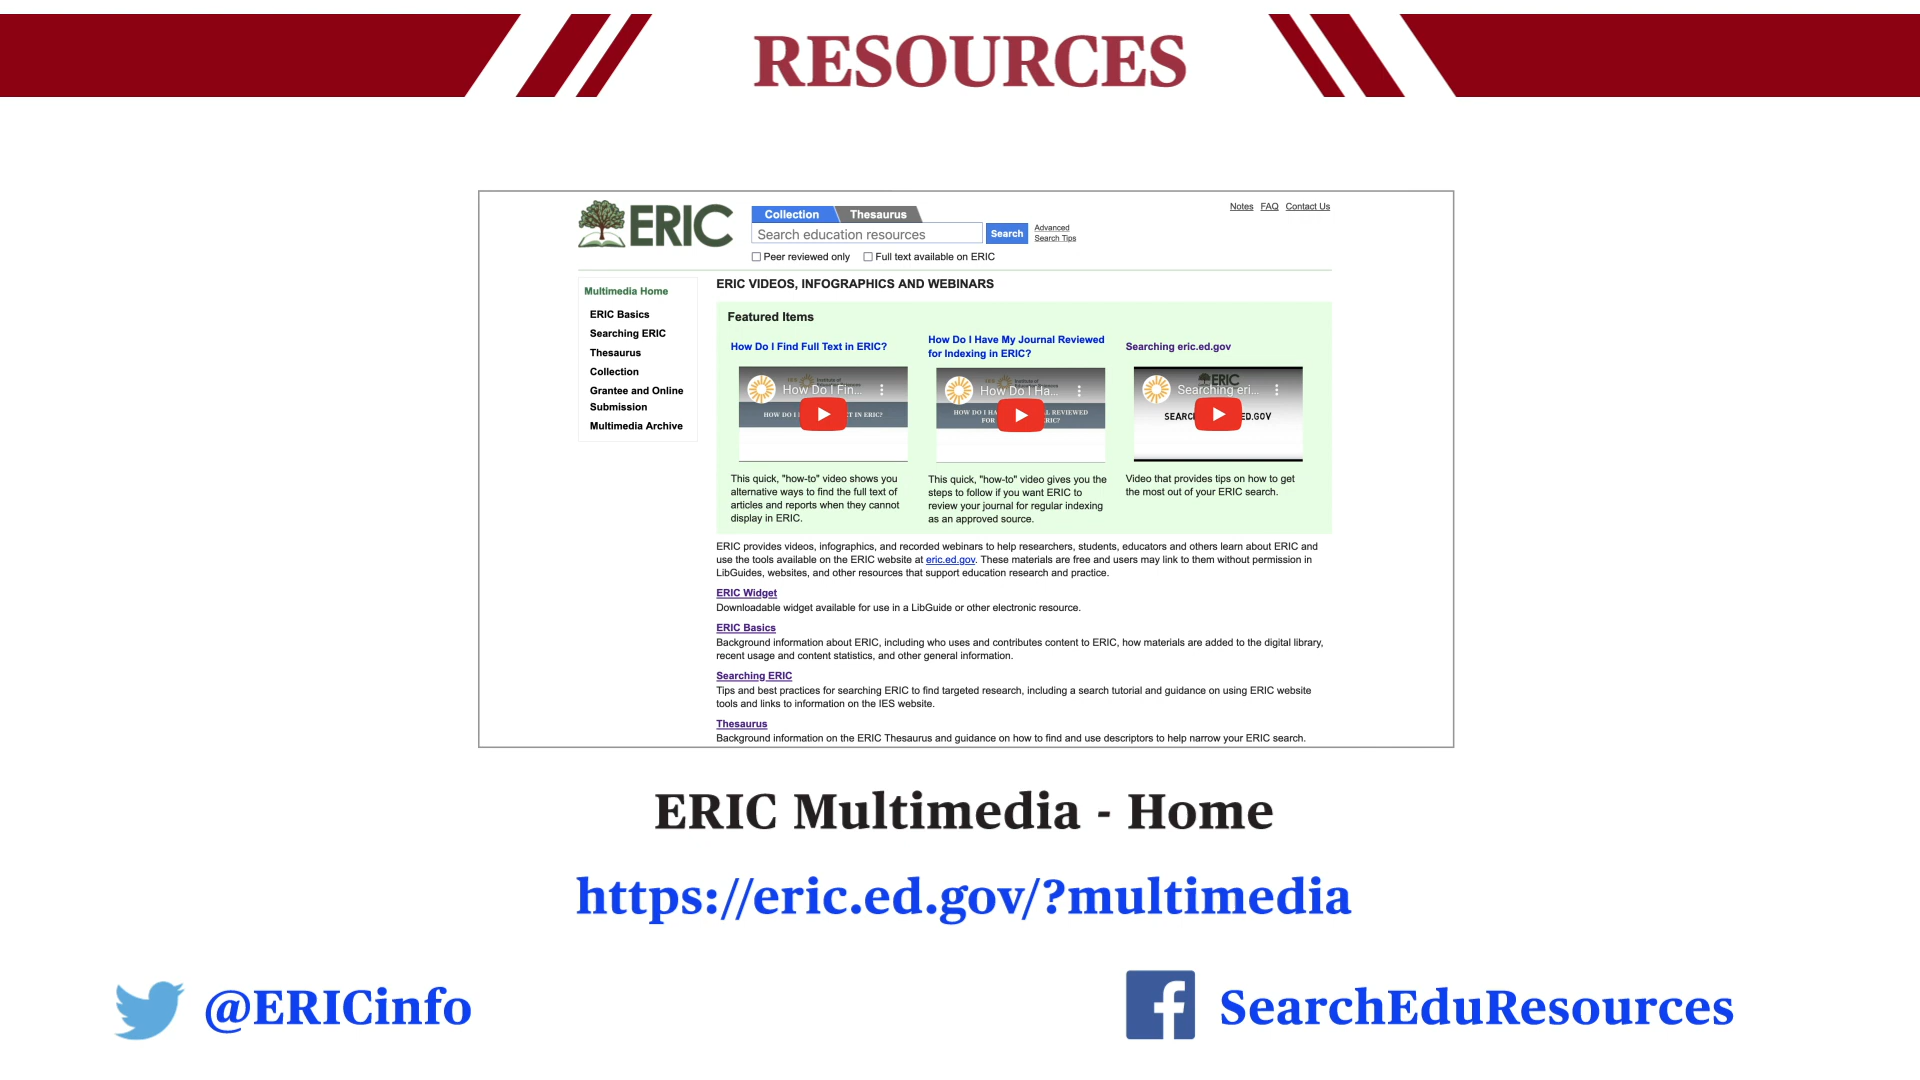 RESOURCES
ERIC
Collection
Thesaurus
Notes FAQ Contact Us
Search education resources
Search
Advanced
Search Tips
Peer reviewed only
Full text available on ERIC
Multimedia Home
ERIC Basics
Searching ERIC
Thesaurus
Collection
Grantee and Online
Submission
Multimedia Archive
ERIC VIDEOS, INFOGRAPHICS AND WEBINARS
Featured Items
How Do I Find Full Text in ERIC?
How Do I Fin...
This quick, "how-to" video shows you
alternative ways to find the full text of
articles and reports when they cannot
display in ERIC.
How Do I Have My Journal Reviewed
for Indexing in ERIC?
How Do I Ha...
This quick, "how-to" video gives you the
steps to follow if you want ERIC to
review your journal for regular indexing
as an approved source.
Searching eric.ed.gov
ERIC
Searching eri...
Video that provides tips on how to get
the most out of your ERIC search.
ERIC provides videos, infographics, and recorded webinars to help researchers, students, educators and others learn about ERIC and
use the tools available on the ERIC website at eric.ed.gov. These materials are free and users may link to them without permission in
LibGuides, websites, and other resources that support education research and practice.
ERIC Widget
Downloadable widget available for use in a LibGuide or other electronic resource.
ERIC Basics
Background information about ERIC, including who uses and contributes content to ERIC, how materials are added to the digital library,
recent usage and content statistics, and other general information.
Searching ERIC
Tips and best practices for searching ERIC to find targeted research, including a search tutorial and guidance on using ERIC website
tools and links to information on the IES website.
Thesaurus
Background information on the ERIC Thesaurus and guidance on how to find and use descriptors to help narrow your ERIC search.
ERIC Multimedia - Home
https://eric.ed.gov/?multimedia
@ERICinfo
SearchEduResources